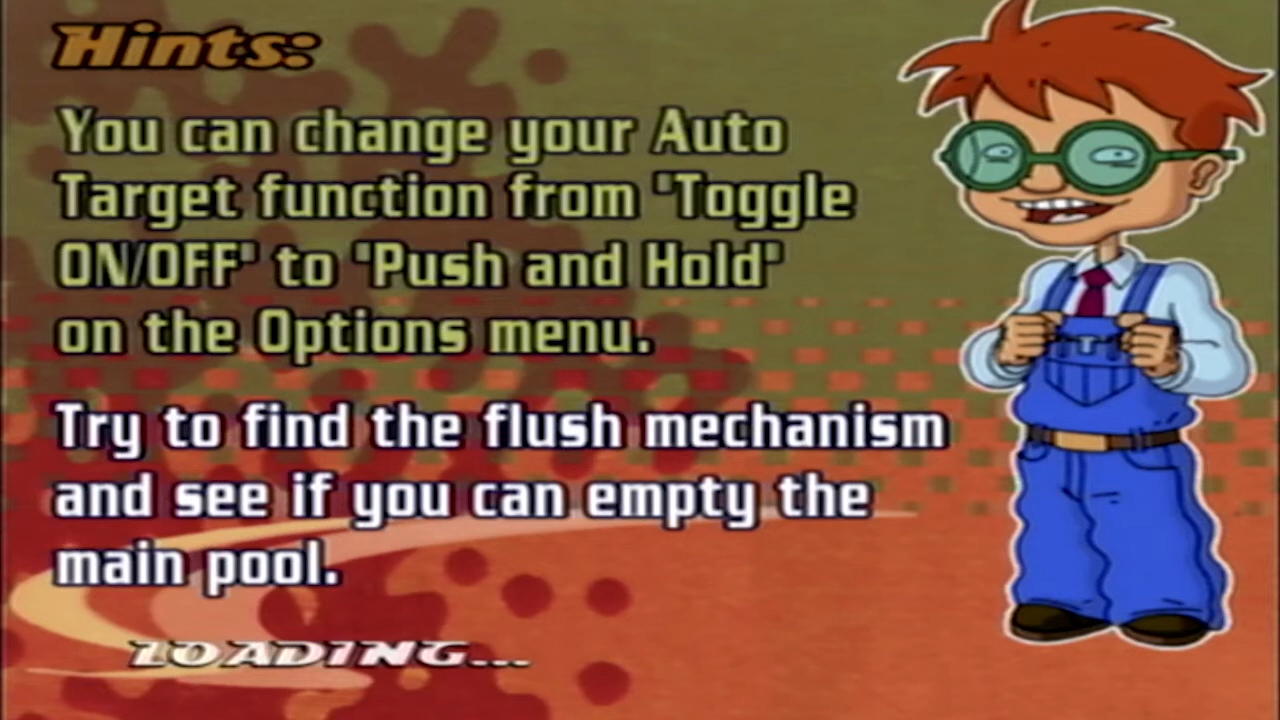 Hints:
You can change your Auto
Target function from "Toggle
ON/OFF" to "Push and Hold"
on the Options menu.
Try to find the flush mechanism
and see if you can empty the
main pool.
LOADING...